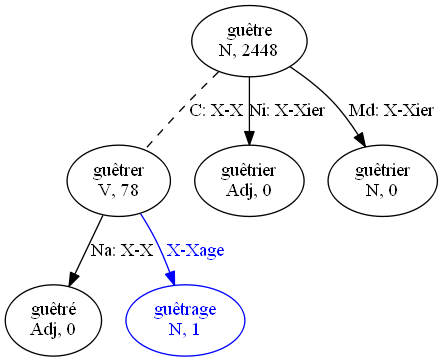 guêtre
N, 2448
C: X-X Ni: X-Xier Md: X-Xier
guêtrer
V, 78
guêtrier
Adj, 0
guêtrier
N, 0
Na: X-X X-Xage
guêtré
Adj, 0
guêtrage
N, 1